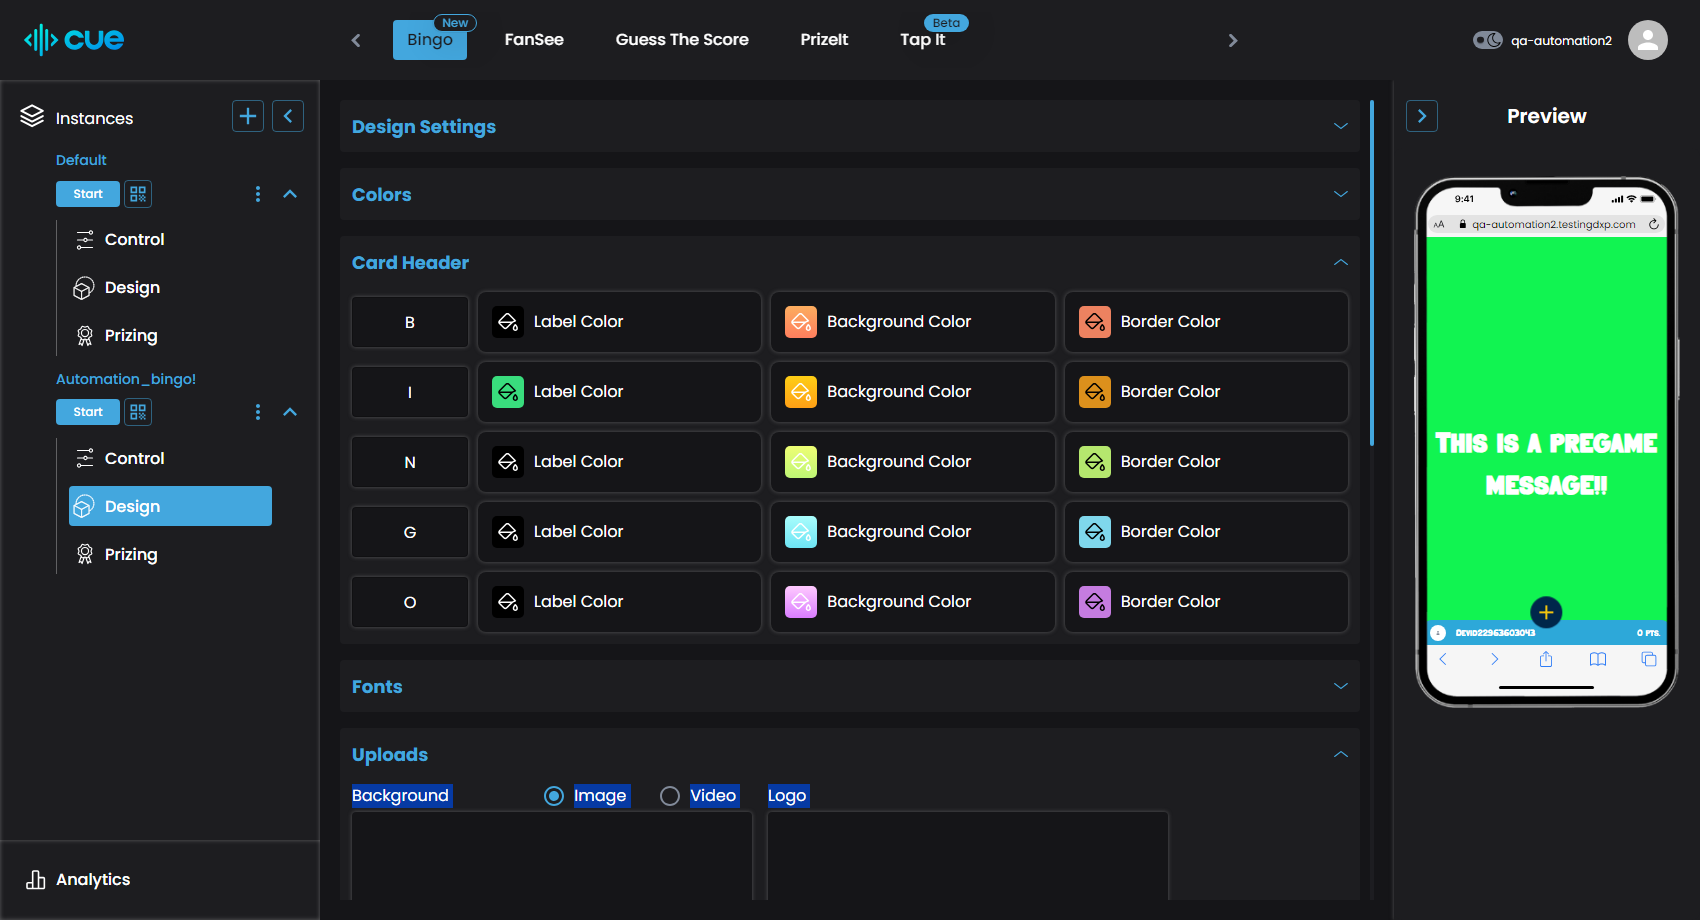 cue
Bingo
New
FanSee
Guess The Score
PrizeIt
Tap It
Beta
qa-automation2
Instances
Default
Start
Control
Design
Prizing
Automation_bingo!
Start
Control
Design
Prizing
Analytics
Design Settings
Colors
Card Header
B Label Color Background Color Border Color
I Label Color Background Color Border Color
N Label Color Background Color Border Color
G Label Color Background Color Border Color
O Label Color Background Color Border Color
Fonts
Uploads
Background Image Video Logo
Preview
9:41
AA qa-automation2.testingdxp.com
THIS IS A PREGAME
MESSAGE!!
DEVID22963603043 0 PTS.